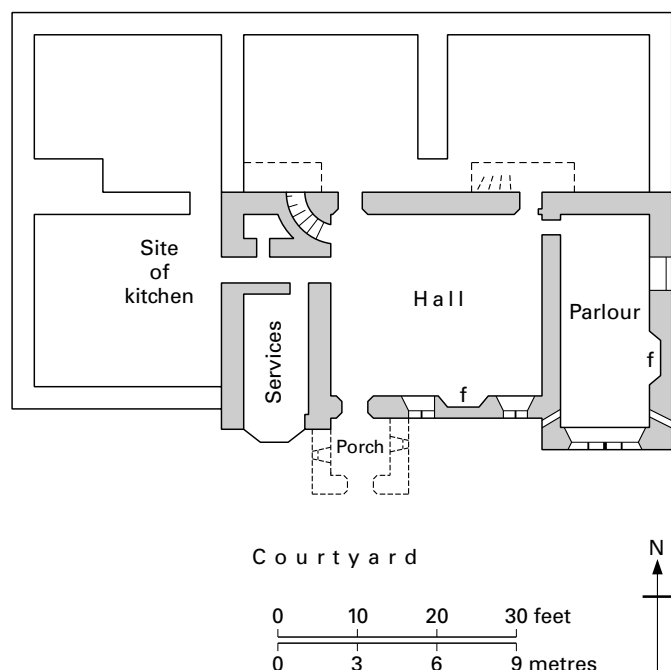 Site
of
kitchen
Hall
Parlour
Services
f
f
Porch
Courtyard
N
0 10 20 30 feet
0 3 6 9 metres